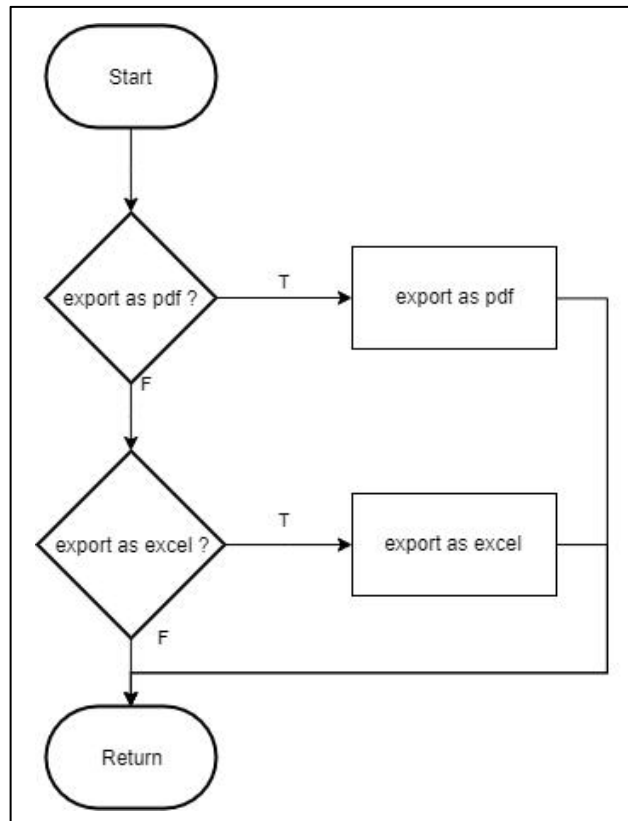 Start
export as pdf ?
T
export as pdf
F
export as excel ?
T
export as excel
F
Return